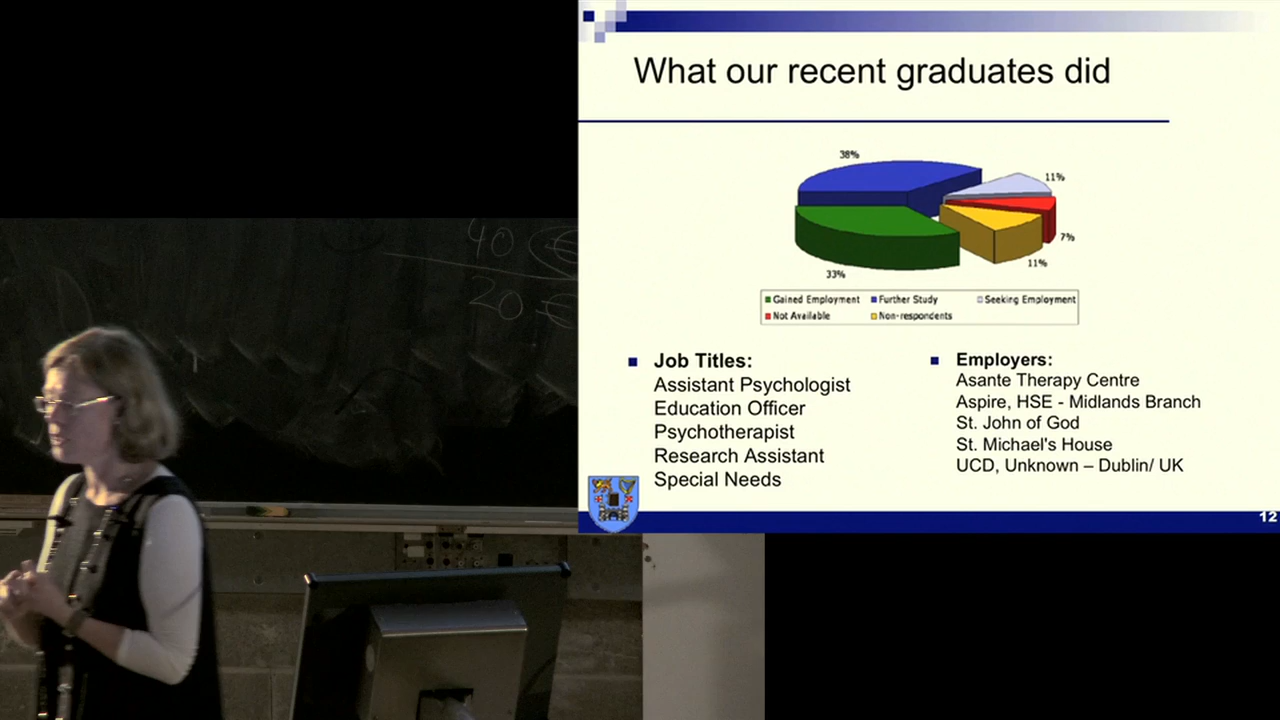 What our recent graduates did
38%
11%
7%
11%
33%
Gained Employment Further Study Seeking Employment
Not Available Non-respondents
Job Titles:
Assistant Psychologist
Education Officer
Psychotherapist
Research Assistant
Special Needs
Employers:
Asante Therapy Centre
Aspire, HSE - Midlands Branch
St. John of God
St. Michael's House
UCD, Unknown – Dublin/ UK
12
40
20